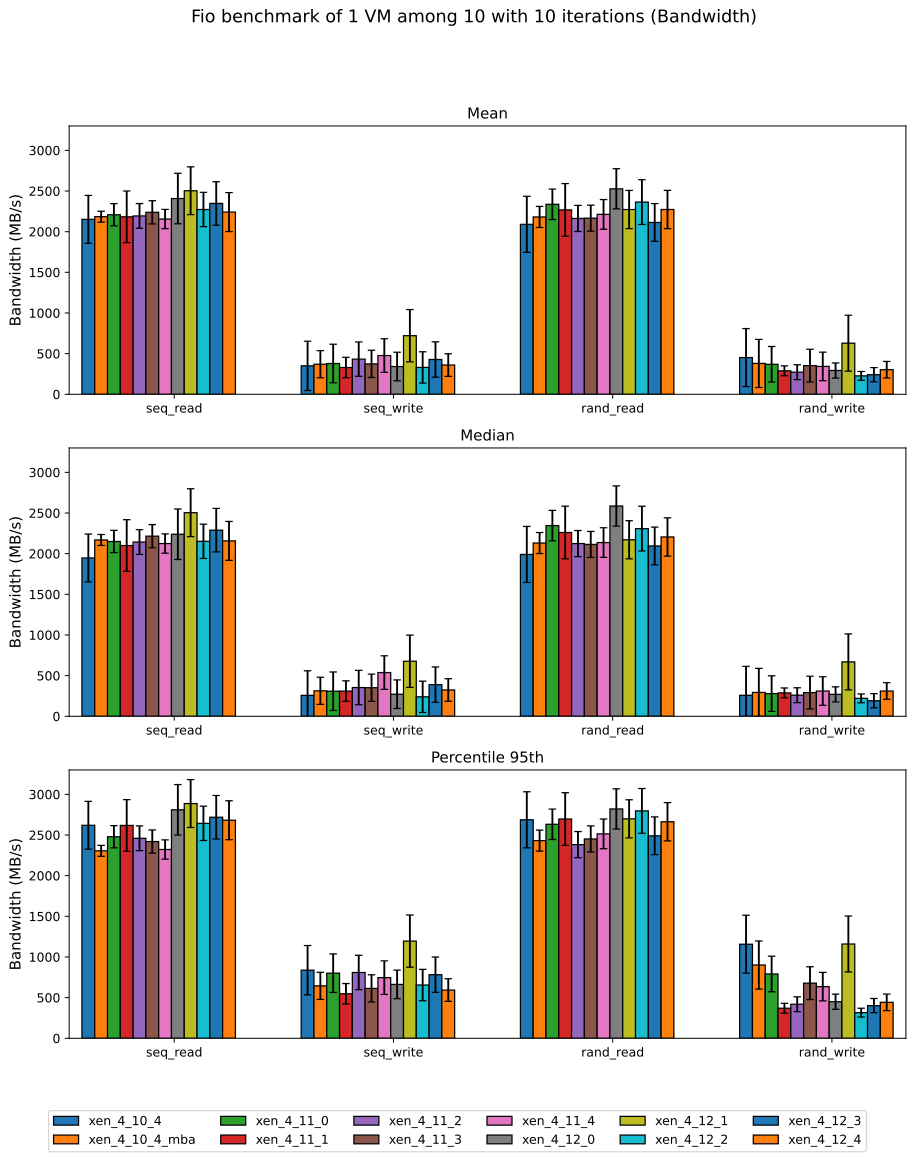 Fio benchmark of 1 VM among 10 with 10 iterations (Bandwidth)
Mean
Bandwidth (MB/s)
3000
2500
2000
1500
1000
500
0
seq_read seq_write rand_read rand_write
Median
Bandwidth (MB/s)
3000
2500
2000
1500
1000
500
0
seq_read seq_write rand_read rand_write
Percentile 95th
Bandwidth (MB/s)
3000
2500
2000
1500
1000
500
0
seq_read seq_write rand_read rand_write
xen_4_10_4 xen_4_11_0 xen_4_11_2 xen_4_11_4 xen_4_12_1 xen_4_12_3
xen_4_10_4_mba xen_4_11_1 xen_4_11_3 xen_4_12_0 xen_4_12_2 xen_4_12_4